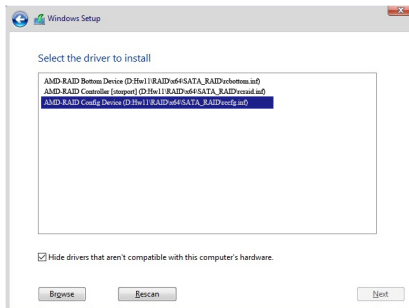 Windows Setup
Select the driver to install
AMD-RAID Bottom Device (D:Hw11\RAID\x64\SATA_RAID\rcbottom.inf)
AMD-RAID Controller [storport] (D:Hw11\RAID\x64\SATA_RAID\rcraid.inf)
AMD-RAID Config Device (D:Hw11\RAID\x64\SATA_RAID\rccfg.inf)
Hide drivers that aren't compatible with this computer's hardware.
Browse
Rescan
Next